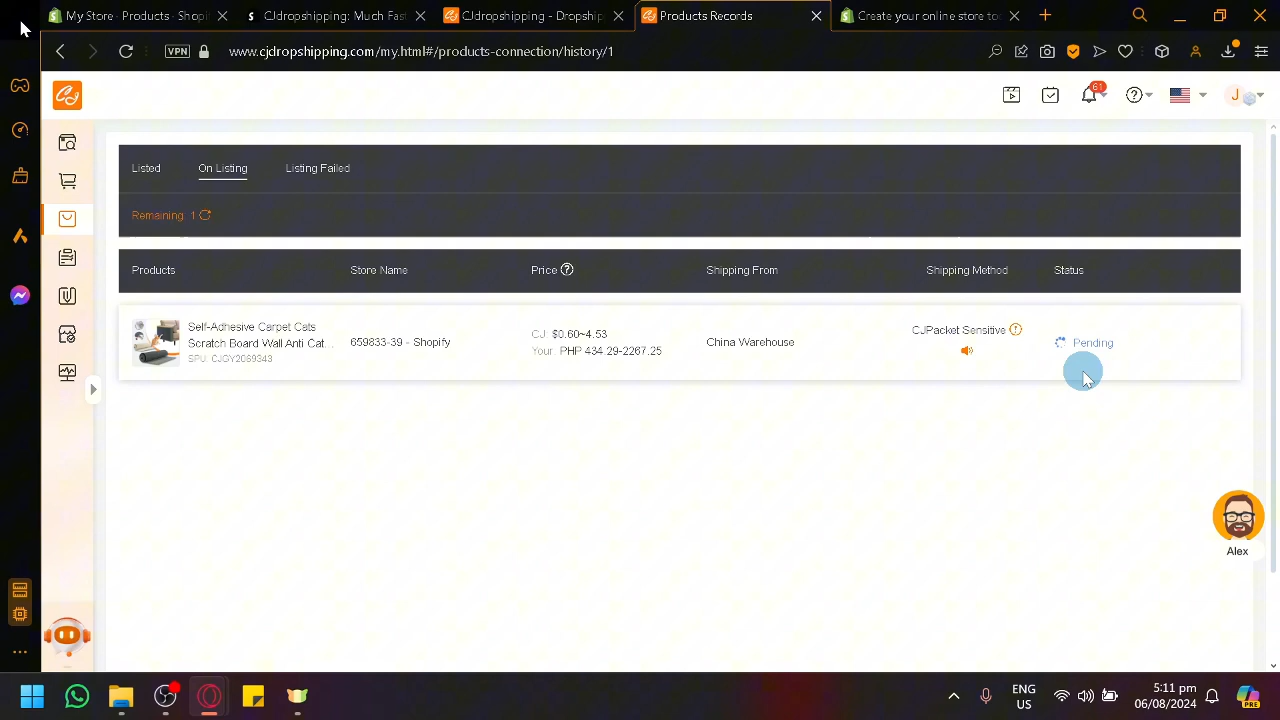 My Store - Products · Shopi
CJdropshipping: Much Fast
CJdropshipping - Dropship
Products Records
Create your online store to
VPN
www.cjdropshipping.com/my.html#/products-connection/history/1
61
J
Listed
On Listing
Listing Failed
Remaining 1
Products
Store Name
Price
Shipping From
Shipping Method
Status
Self-Adhesive Carpet Cats
Scratch Board Wall Anti Cat...
SPU: CJGY2069343
659833-39 - Shopify
CJ: $0.60~4.53
Your: PHP 434.29-2267.25
China Warehouse
CJPacket Sensitive
Pending
Alex
ENG
US
5:11 pm
06/08/2024
PRE